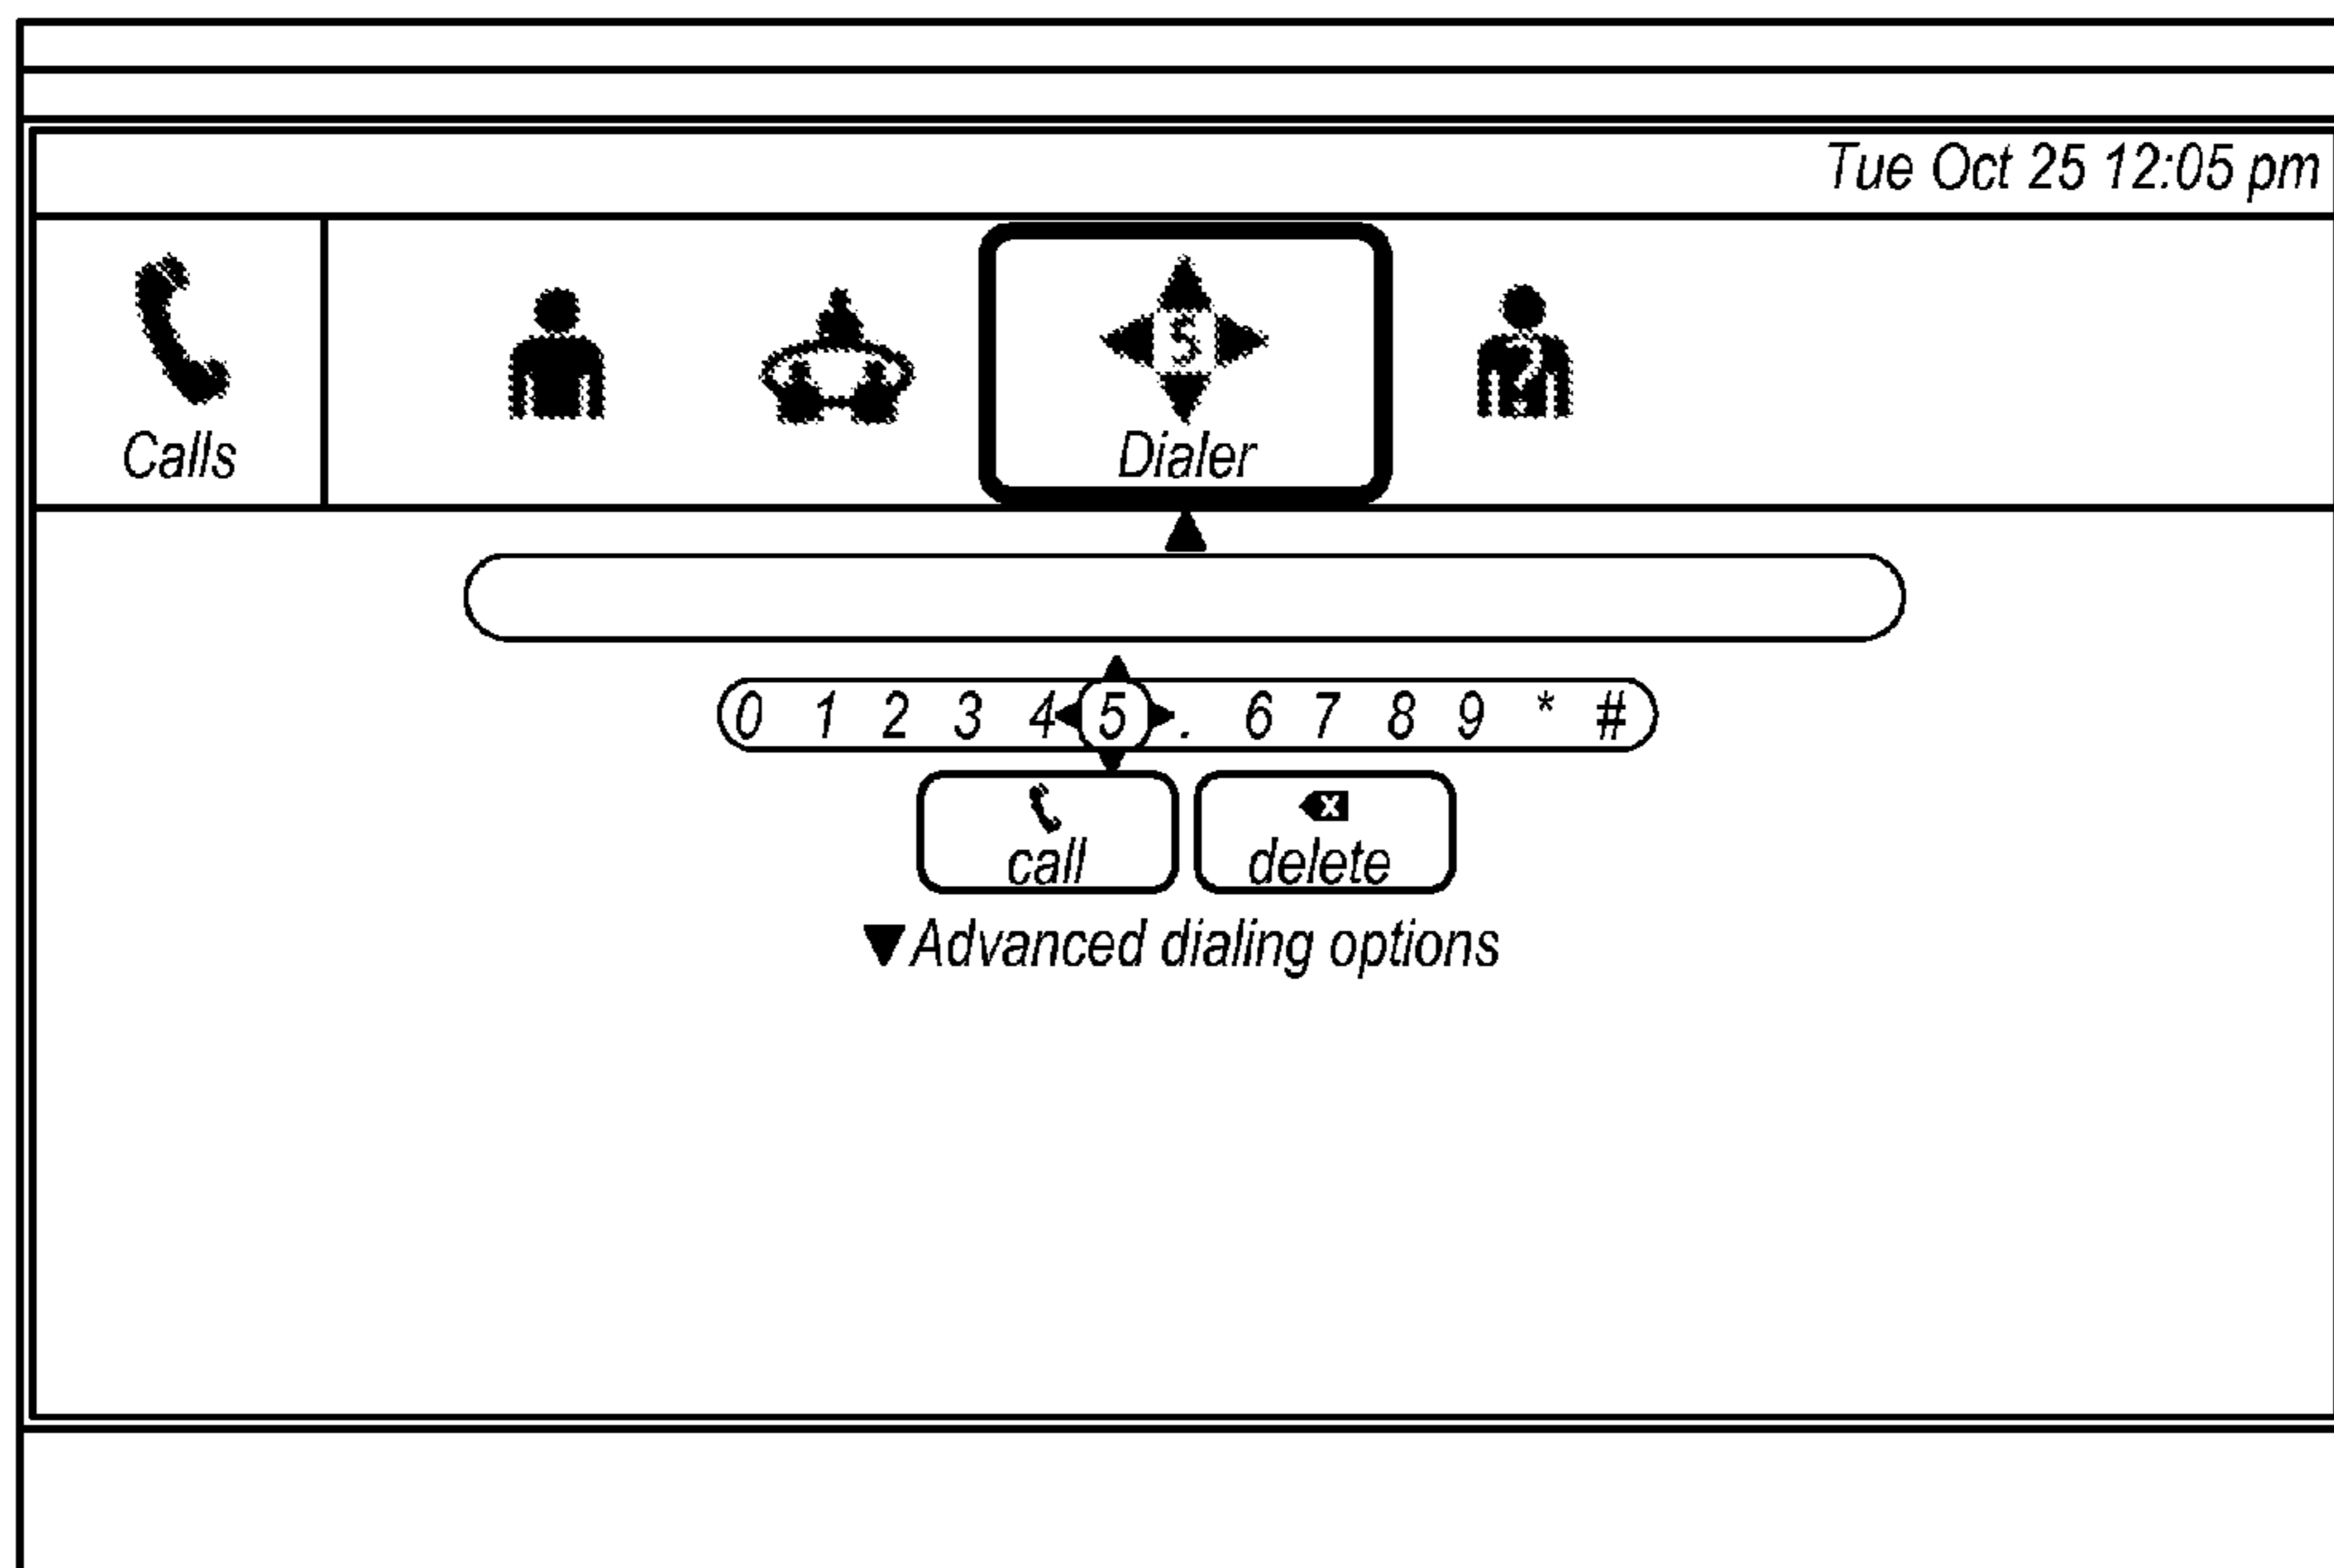 Tue Oct 25 12:05 pm
S
Calls
Dialer
0 1 2 3 4 5 . 6 7 8 9 * #
call
delete
Advanced dialing options